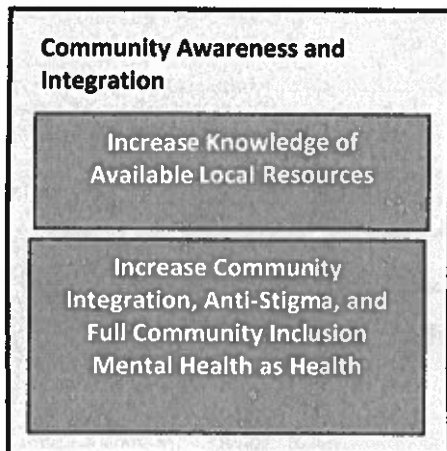 Community Awareness and
Integration
Increase Knowledge of
Available Local Resources
Increase Community
Integration, Anti-Stigma, and
Full Community Inclusion
Mental Health as Health